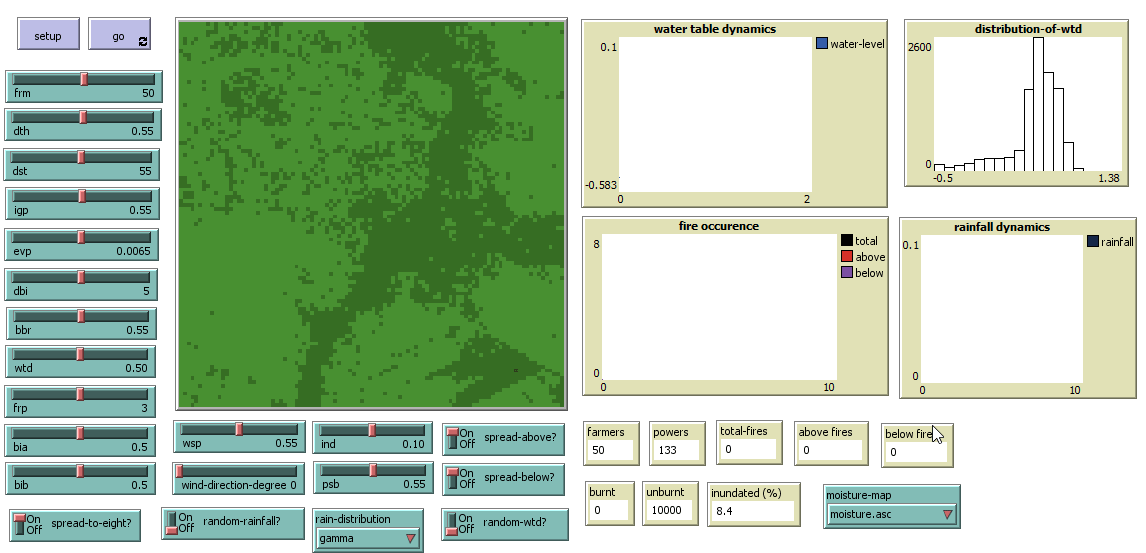 setup
go
frm 50
dth 0.55
dst 55
igp 0.55
evp 0.0065
dbi 5
bbr 0.55
wtd 0.50
frp 3
bia 0.5
bib 0.5
On
Off
spread-to-eight?
wsp 0.55
wind-direction-degree 0
On
Off
random-rainfall?
ind 0.10
psb 0.55
rain-distribution
gamma
On
Off
spread-above?
On
Off
spread-below?
On
Off
random-wtd?
water table dynamics
0.1
-0.583
0
2
water-level
distribution-of-wtd
2600
0
-0.5
1.38
fire occurence
8
0
0
10
total
above
below
rainfall dynamics
0.1
0
0
10
rainfall
farmers
50
powers
133
total-fires
0
above fires
0
below fire
0
burnt
0
unburnt
10000
inundated (%)
8.4
moisture-map
moisture.asc